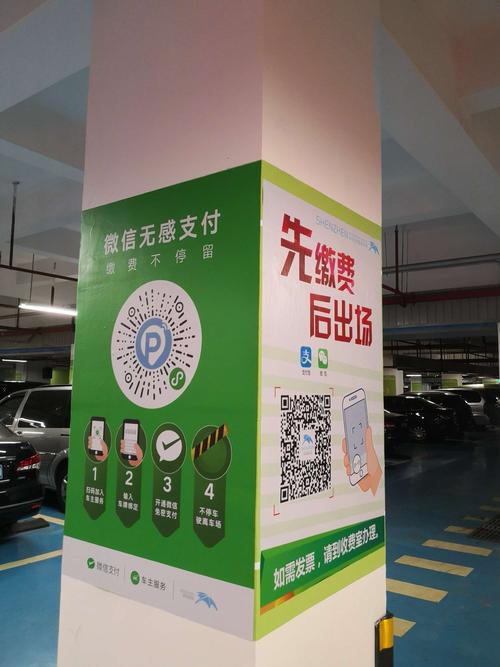 微信无感支付
缴费不停留
P
1
扫码加入
车主服务
2
输入
车牌绑定
3
开通微信
免密支付
4
不停车
驶离车场
微信支付
车主服务
SHENZHEN
先缴费
后出场
支
支付宝
微信
如需发票，请到收费室办理。